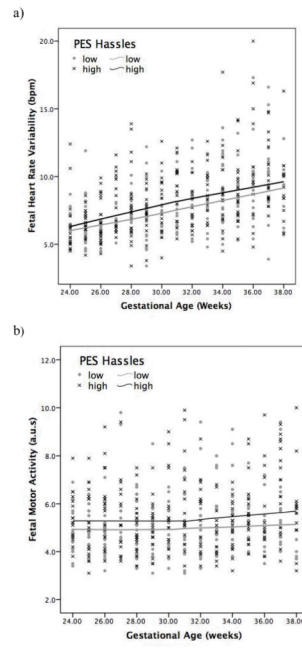 a)
20.0
PES Hassles
low low
high high
15.0
10.0
5.0
Fetal Heart Rate Variability (bpm)
24.00 26.00 28.00 30.00 32.00 34.00 36.00 38.00
Gestational Age (Weeks)
b)
12.0
PES Hassles
low low
high high
10.0
8.0
6.0
4.0
2.0
Fetal Motor Activity (a.u.s)
24.00 26.00 28.00 30.00 32.00 34.00 36.00 38.00
Gestational Age (weeks)